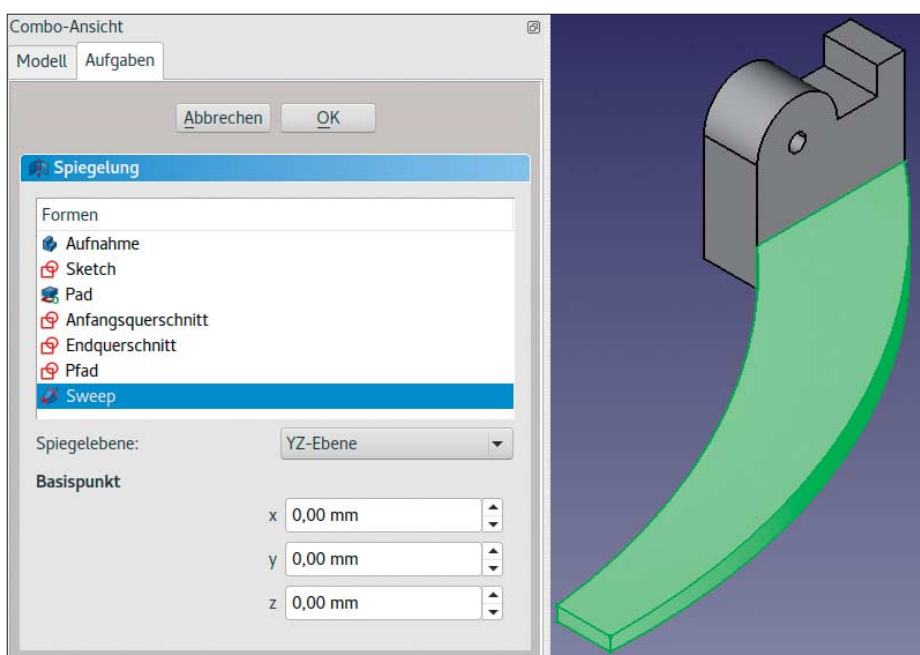 Combo-Ansicht
Modell Aufgaben
Abbrechen OK
Spiegelung
Formen
Aufnahme
Sketch
Pad
Anfangsquerschnitt
Endquerschnitt
Pfad
Sweep
Spiegelebene: YZ-Ebene
Basispunkt
x 0,00 mm
y 0,00 mm
z 0,00 mm